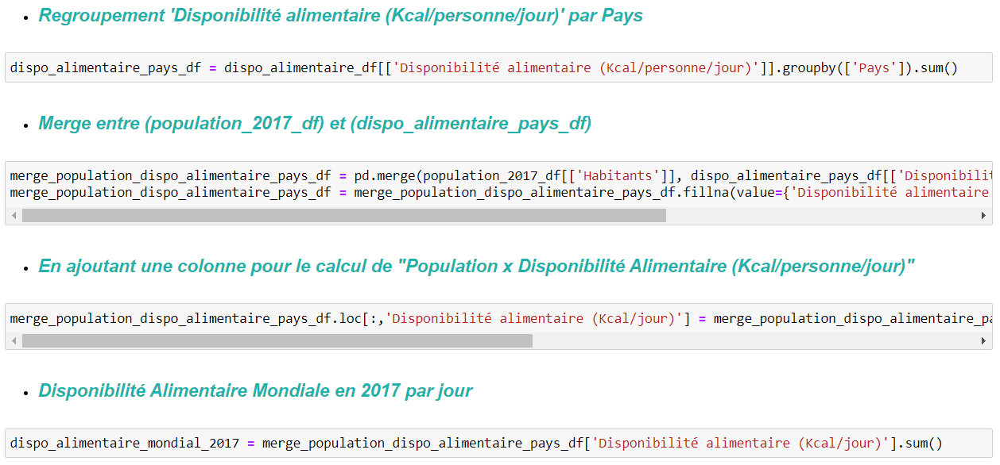 Regroupement 'Disponibilité alimentaire (Kcal/personne/jour)' par Pays
dispo_alimentaire_pays_df = dispo_alimentaire_df[['Disponibilité alimentaire (Kcal/personne/jour)']].groupby(['Pays']).sum()
Merge entre (population_2017_df) et (dispo_alimentaire_pays_df)
merge_population_dispo_alimentaire_pays_df = pd.merge(population_2017_df[['Habitants']], dispo_alimentaire_pays_df[['Disponibilit
merge_population_dispo_alimentaire_pays_df = merge_population_dispo_alimentaire_pays_df.fillna(value={'Disponibilité alimentaire
En ajoutant une colonne pour le calcul de "Population x Disponibilité Alimentaire (Kcal/personne/jour)"
merge_population_dispo_alimentaire_pays_df.loc[:,'Disponibilité alimentaire (Kcal/jour)'] = merge_population_dispo_alimentaire_pa
Disponibilité Alimentaire Mondiale en 2017 par jour
dispo_alimentaire_mondial_2017 = merge_population_dispo_alimentaire_pays_df['Disponibilité alimentaire (Kcal/jour)'].sum()